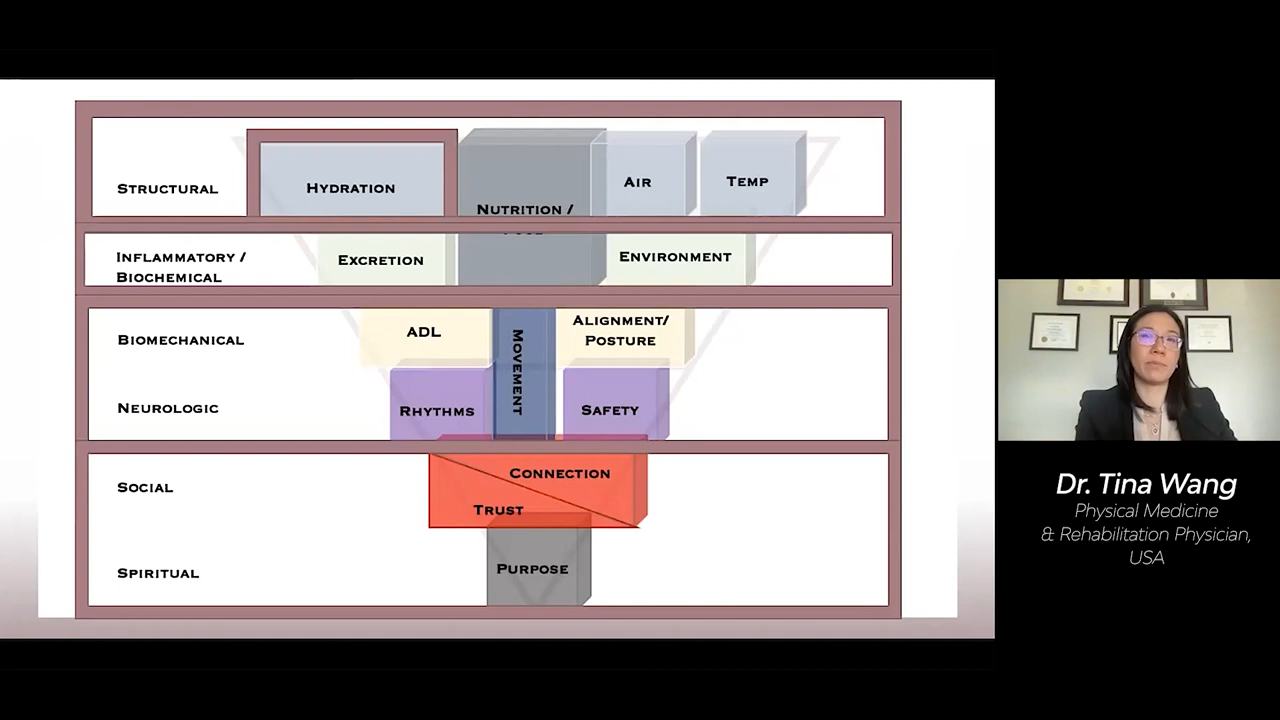 STRUCTURAL
HYDRATION
NUTRITION /
AIR
TEMP
INFLAMMATORY /
BIOCHEMICAL
EXCRETION
ENVIRONMENT
BIOMECHANICAL
ADL
MOVEMENT
ALIGNMENT/
POSTURE
NEUROLOGIC
RHYTHMS
SAFETY
SOCIAL
CONNECTION
TRUST
SPIRITUAL
PURPOSE
Dr. Tina Wang
Physical Medicine
& Rehabilitation Physician,
USA